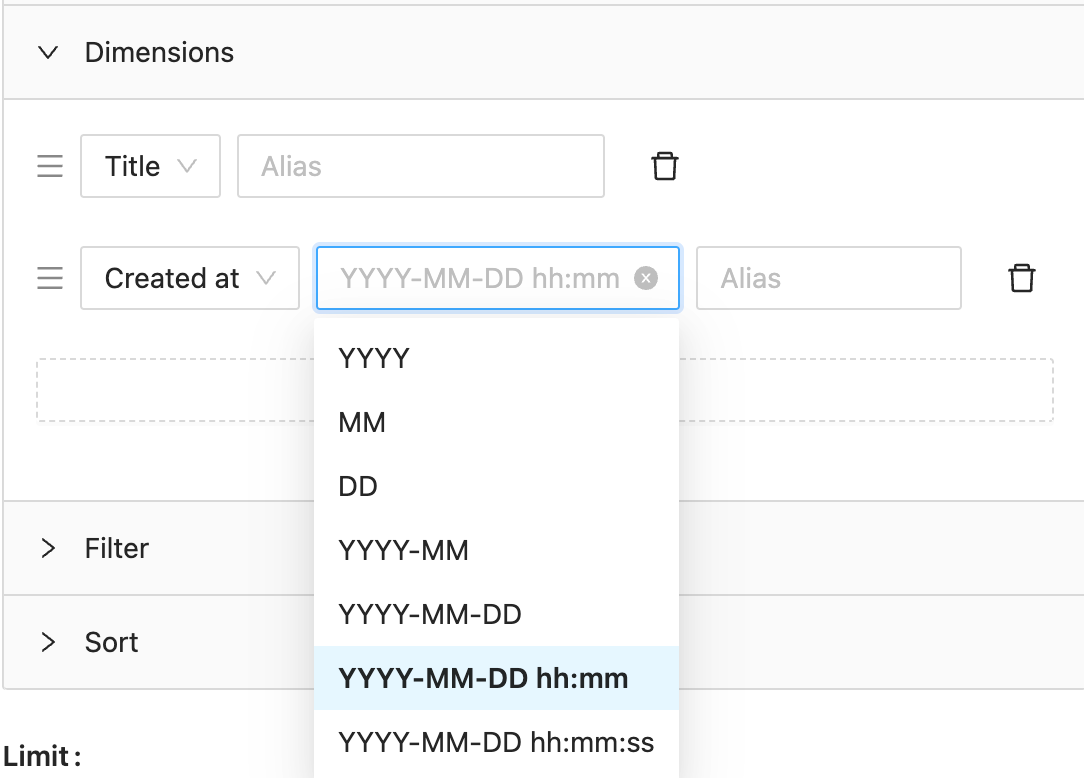 Dimensions
Title Alias
Created at YYYY-MM-DD hh:mm Alias
YYYY
MM
DD
YYYY-MM
YYYY-MM-DD
YYYY-MM-DD hh:mm
YYYY-MM-DD hh:mm:ss
Filter
Sort
Limit :